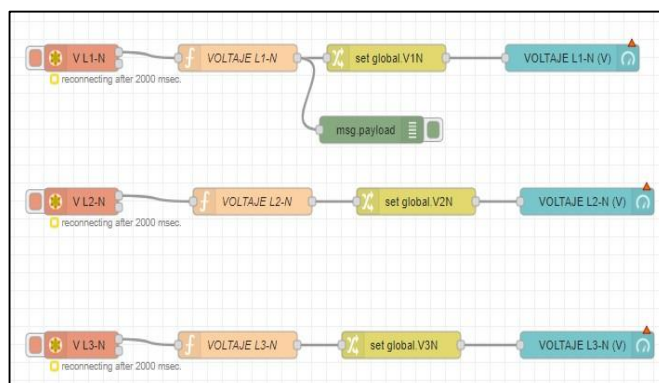 V L1-N
VOLTAJE L1-N
set global.V1N
VOLTAJE L1-N (V)
reconnecting after 2000 msec.
msg.payload
V L2-N
VOLTAJE L2-N
set global.V2N
VOLTAJE L2-N (V)
reconnecting after 2000 msec.
V L3-N
VOLTAJE L3-N
set global.V3N
VOLTAJE L3-N (V)
reconnecting after 2000 msec.